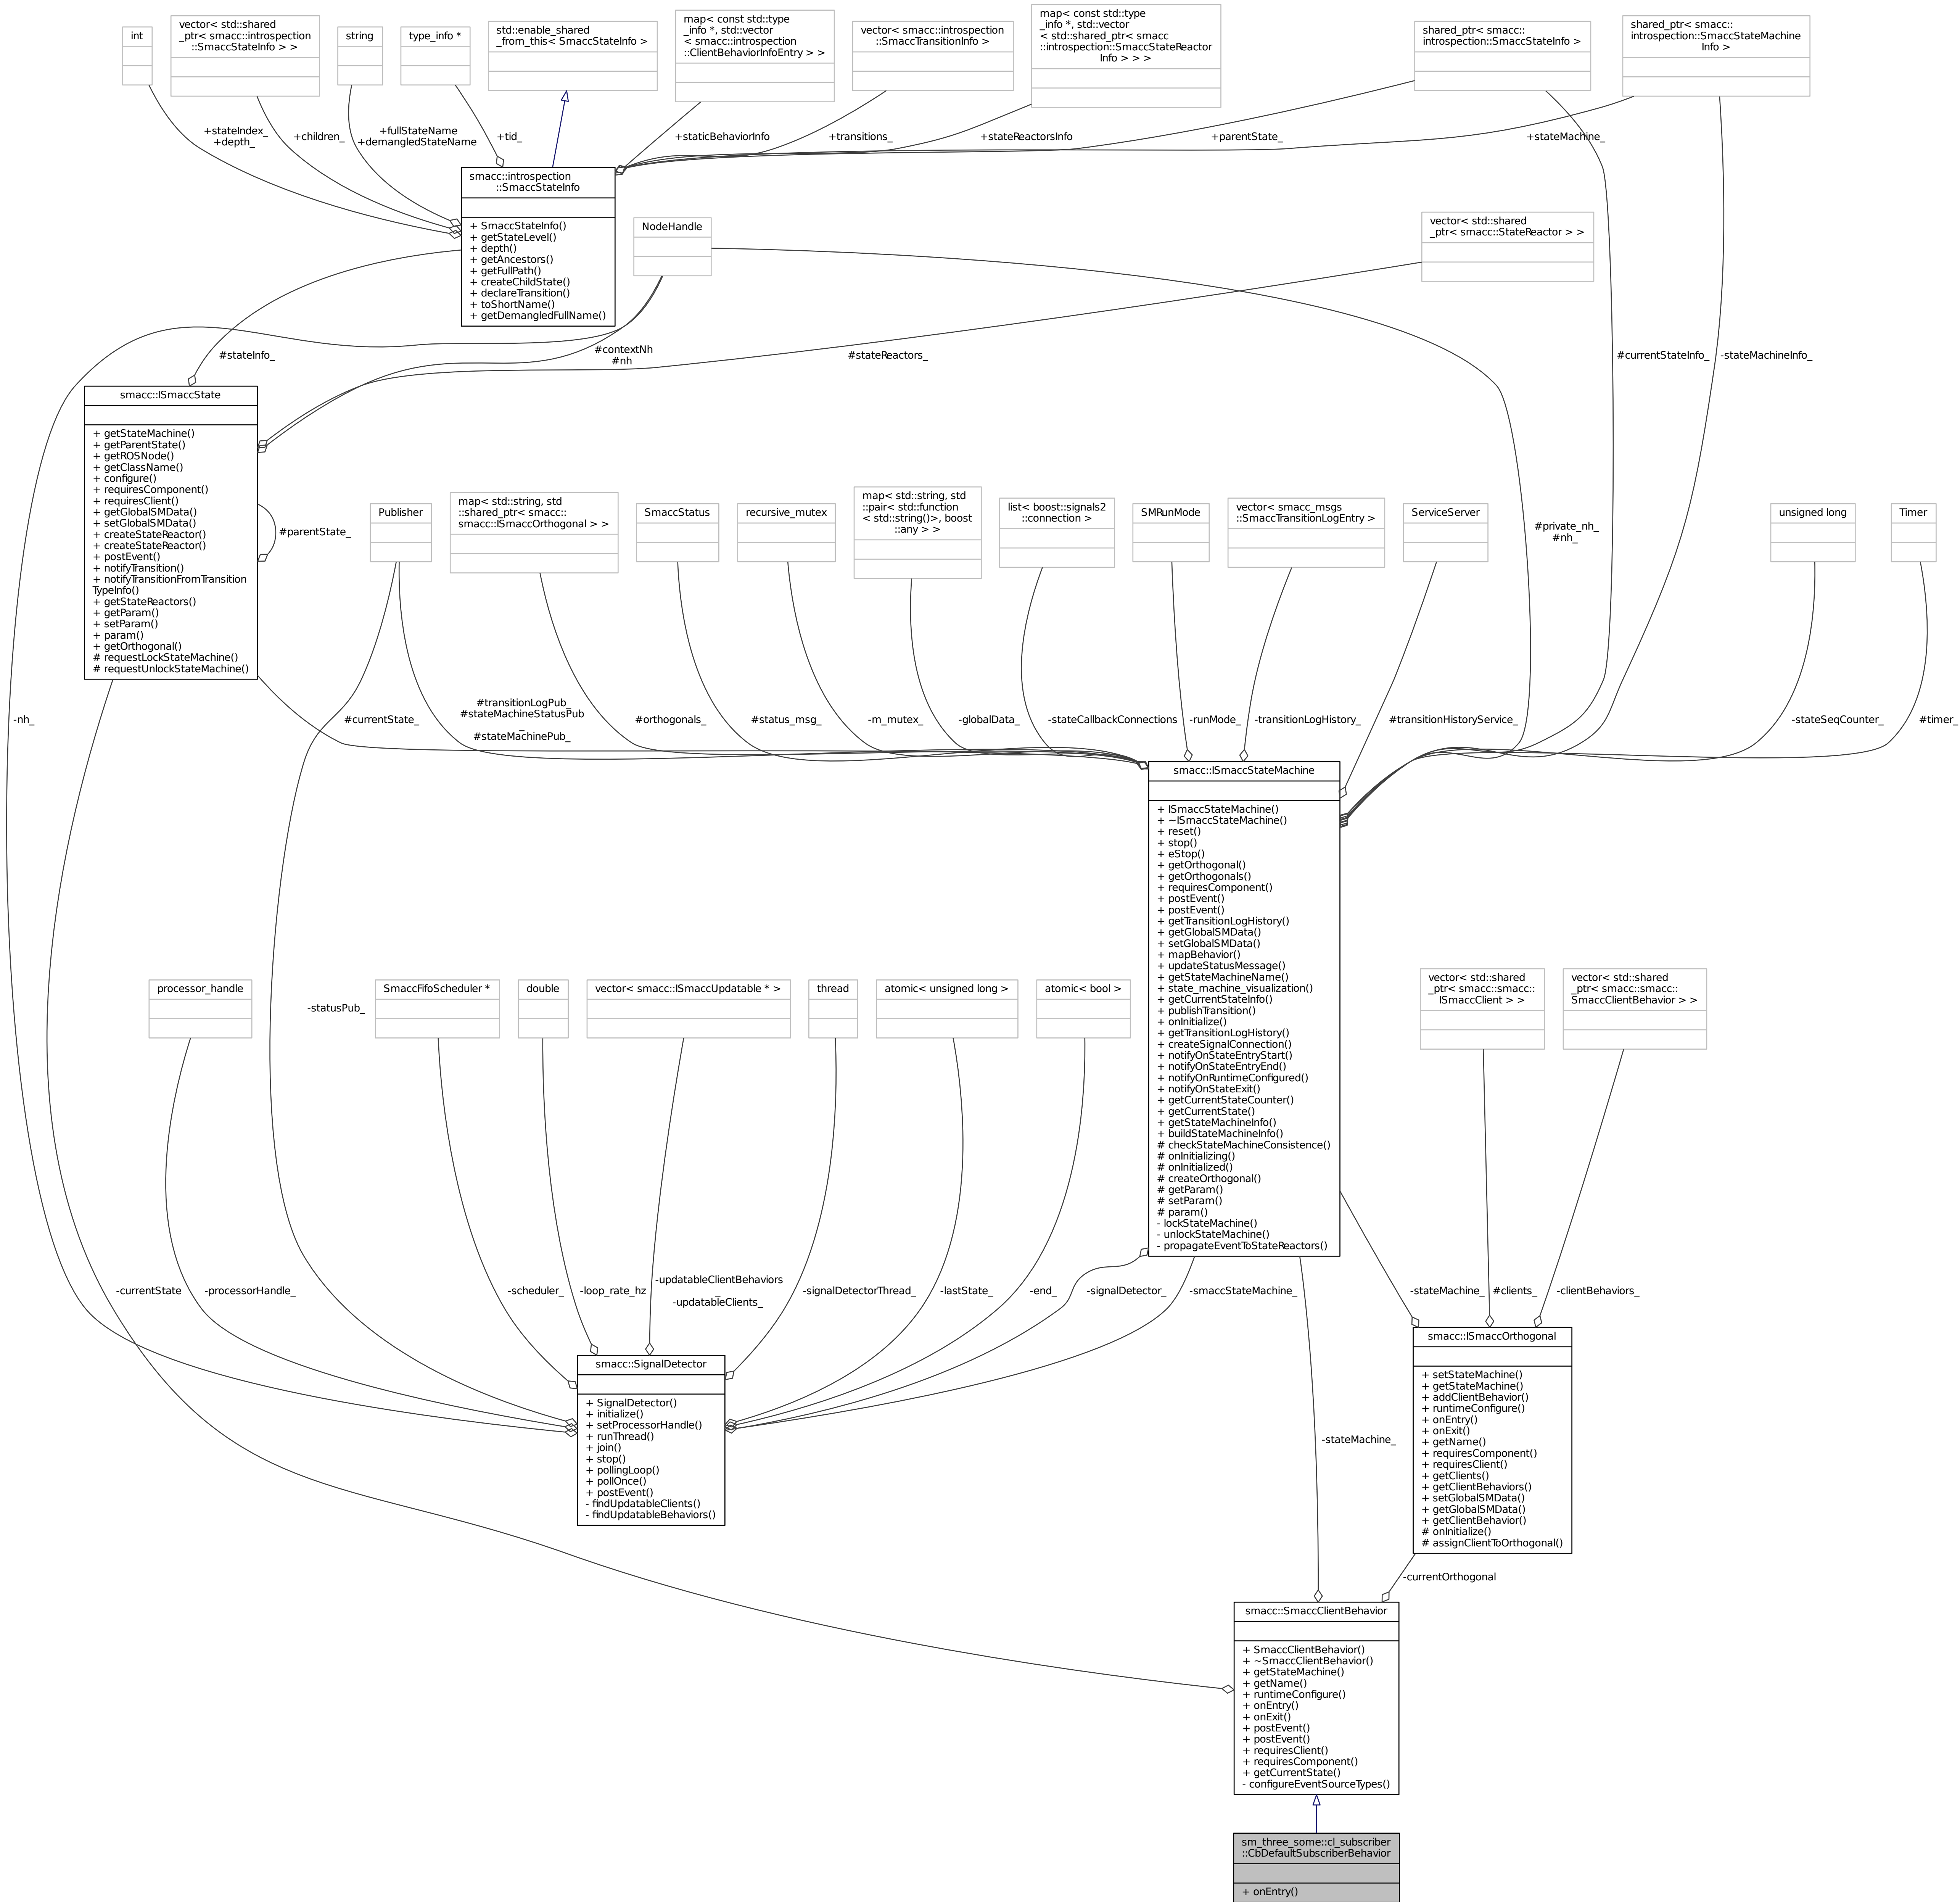 int
vector< std::shared
_ptr< smacc::introspection
::SmaccStateInfo > >
string
type_info *
std::enable_shared
_from_this< SmaccStateInfo >
map< const std::type
_info *, std::vector
< smacc::introspection
::ClientBehaviorInfoEntry > >
vector< smacc::introspection
::SmaccTransitionInfo >
map< const std::type
_info *, std::vector
< std::shared_ptr< smacc
::introspection::SmaccStateReactor
Info > > >
shared_ptr< smacc::
introspection::SmaccStateInfo >
shared_ptr< smacc::
introspection::SmaccStateMachine
Info >
+stateIndex_
+depth_
+children_
+fullStateName
+demangledStateName
+tid_
+staticBehaviorInfo
+transitions_
+stateReactorsInfo
+parentState_
+stateMachine_
smacc::introspection
::SmaccStateInfo
+ SmaccStateInfo()
+ getStateLevel()
+ depth()
+ getAncestors()
+ getFullPath()
+ createChildState()
+ declareTransition()
+ toShortName()
+ getDemangledFullName()
NodeHandle
vector< std::shared
_ptr< smacc::StateReactor > >
#stateInfo_
#contextNh
#nh
#stateReactors_
#currentStateInfo_
-stateMachineInfo_
smacc::ISmaccState
+ getStateMachine()
+ getParentState()
+ getROSNode()
+ getClassName()
+ configure()
+ requiresComponent()
+ requiresClient()
+ getGlobalSMData()
+ setGlobalSMData()
+ createStateReactor()
+ createStateReactor()
+ postEvent()
+ notifyTransition()
+ notifyTransitionFromTransition
TypeInfo()
+ getStateReactors()
+ getParam()
+ setParam()
+ param()
+ getOrthogonal()
# requestLockStateMachine()
# requestUnlockStateMachine()
#parentState_
Publisher
map< std::string, std
::shared_ptr< smacc::
smacc::ISmaccOrthogonal > >
SmaccStatus
recursive_mutex
map< std::string, std
::pair< std::function
< std::string()>, boost
::any > >
list< boost::signals2
::connection >
SMRunMode
vector< smacc_msgs
::SmaccTransitionLogEntry >
ServiceServer
#private_nh_
#nh_
unsigned long
Timer
-nh_
#currentState_
#transitionLogPub_
#stateMachineStatusPub
_
#stateMachinePub_
#orthogonals_
#status_msg_
-m_mutex_
-globalData_
-stateCallbackConnections
-runMode_
-transitionLogHistory_
#transitionHistoryService_
-stateSeqCounter_
#timer_
smacc::ISmaccStateMachine
+ ISmaccStateMachine()
+ ~ISmaccStateMachine()
+ reset()
+ stop()
+ eStop()
+ getOrthogonal()
+ getOrthogonals()
+ requiresComponent()
+ postEvent()
+ postEvent()
+ getTransitionLogHistory()
+ getGlobalSMData()
+ setGlobalSMData()
+ mapBehavior()
+ updateStatusMessage()
+ getStateMachineName()
+ state_machine_visualization()
+ getCurrentStateInfo()
+ publishTransition()
+ onInitialize()
+ getTransitionLogHistory()
+ createSignalConnection()
+ notifyOnStateEntryStart()
+ notifyOnStateEntryEnd()
+ notifyOnRuntimeConfigured()
+ notifyOnStateExit()
+ getCurrentStateCounter()
+ getCurrentState()
+ getStateMachineInfo()
+ buildStateMachineInfo()
# checkStateMachineConsistence()
# onInitializing()
# onInitialized()
# createOrthogonal()
# getParam()
# setParam()
# param()
- lockStateMachine()
- unlockStateMachine()
- propagateEventToStateReactors()
processor_handle
-statusPub_
SmaccFifoScheduler *
double
vector< smacc::ISmaccUpdatable * >
thread
atomic< unsigned long >
atomic< bool >
vector< std::shared
_ptr< smacc::smacc::
ISmaccClient > >
vector< std::shared
_ptr< smacc::smacc::
SmaccClientBehavior > >
-currentState
-processorHandle_
-scheduler_
-loop_rate_hz
-updatableClientBehaviors
_
-updatableClients_
-signalDetectorThread_
-lastState_
-end_
-signalDetector_
-smaccStateMachine_
-stateMachine_
#clients_
-clientBehaviors_
smacc::SignalDetector
+ SignalDetector()
+ initialize()
+ setProcessorHandle()
+ runThread()
+ join()
+ stop()
+ pollingLoop()
+ pollOnce()
+ postEvent()
- findUpdatableClients()
- findUpdatableBehaviors()
smacc::ISmaccOrthogonal
+ setStateMachine()
+ getStateMachine()
+ addClientBehavior()
+ runtimeConfigure()
+ onEntry()
+ onExit()
+ getName()
+ requiresComponent()
+ requiresClient()
+ getClients()
+ getClientBehaviors()
+ setGlobalSMData()
+ getGlobalSMData()
+ getClientBehavior()
# onInitialize()
# assignClientToOrthogonal()
-stateMachine_
-currentOrthogonal
smacc::SmaccClientBehavior
+ SmaccClientBehavior()
+ ~SmaccClientBehavior()
+ getStateMachine()
+ getName()
+ runtimeConfigure()
+ onEntry()
+ onExit()
+ postEvent()
+ postEvent()
+ requiresClient()
+ requiresComponent()
+ getCurrentState()
- configureEventSourceTypes()
sm_three_some::cl_subscriber
::CbDefaultSubscriberBehavior
+ onEntry()